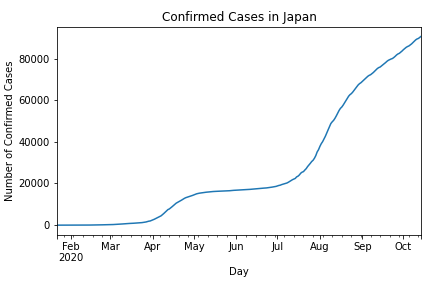 Confirmed Cases in Japan
Number of Confirmed Cases
80000
60000
40000
20000
0
Feb Mar Apr May Jun Jul Aug Sep Oct
2020
Day